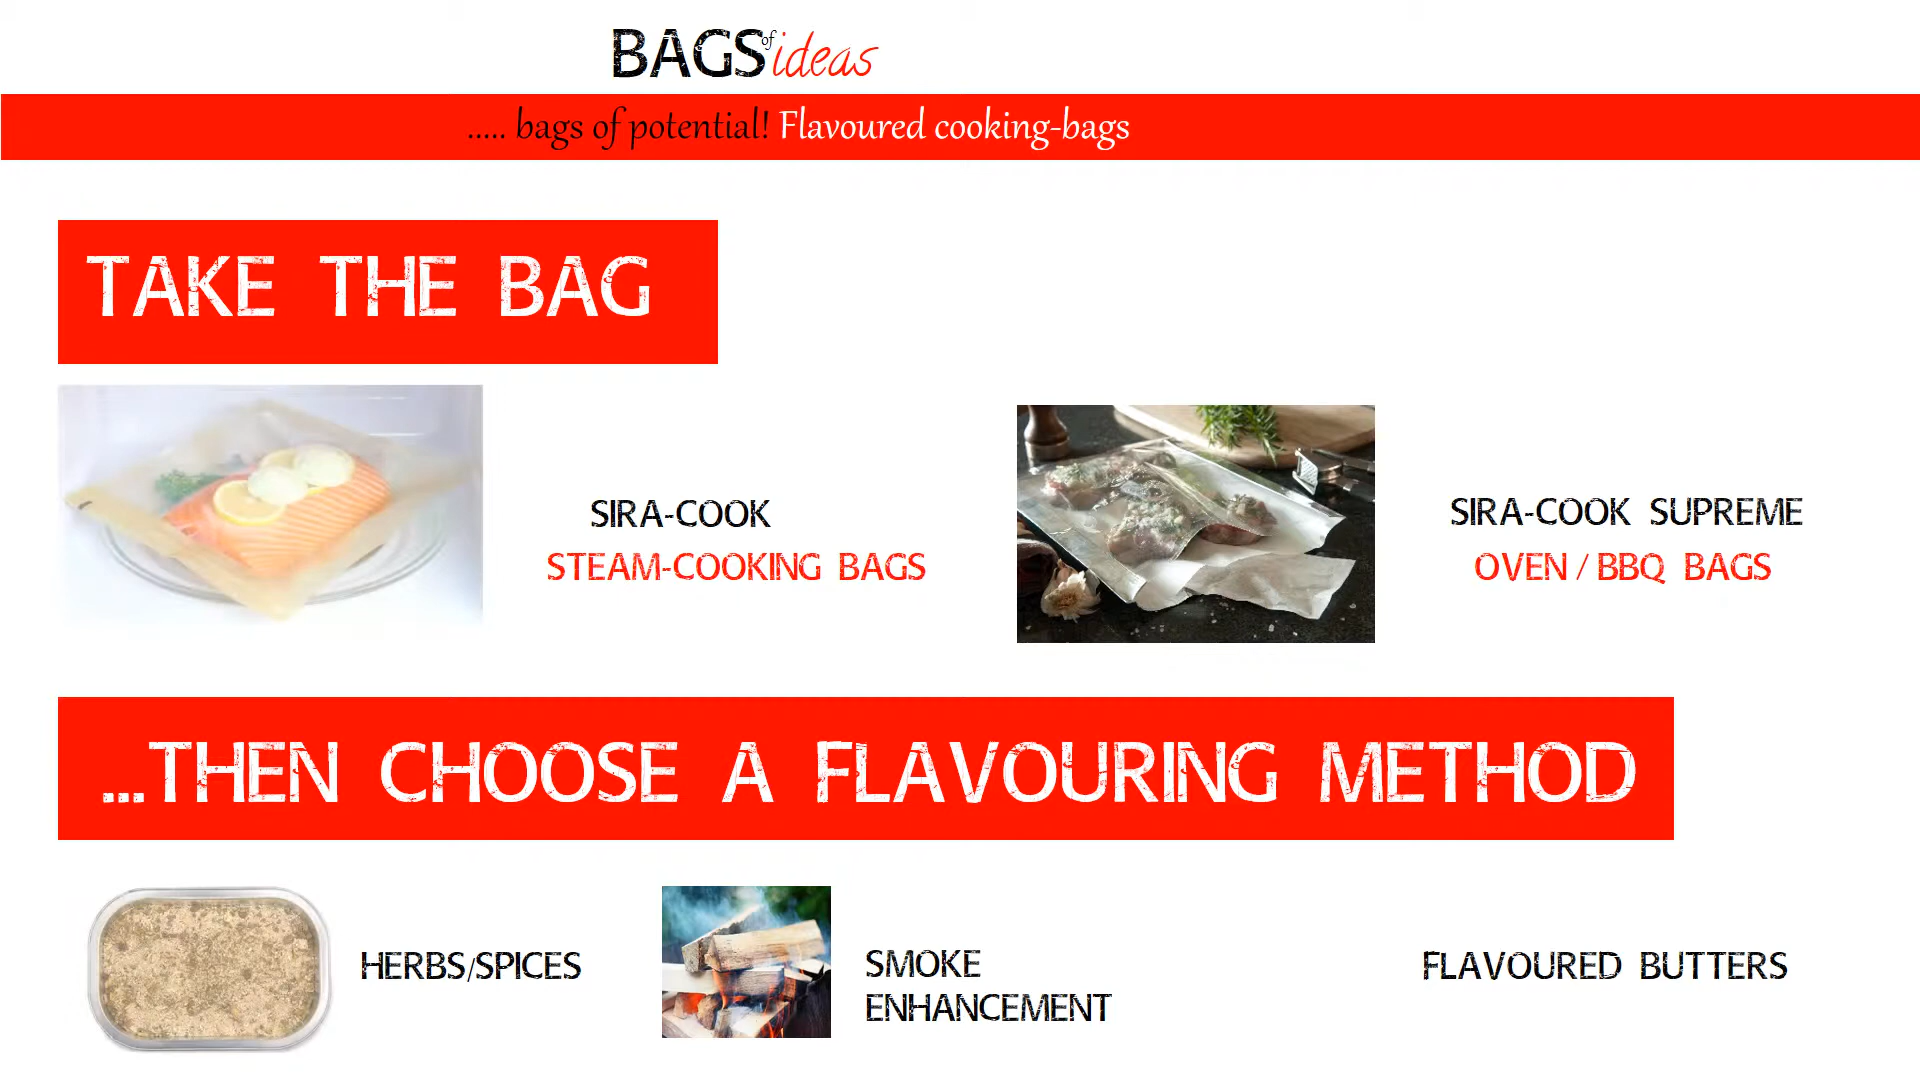 BAGS of ideas
..... bags of potential! Flavoured cooking-bags
TAKE THE BAG
SIRA-COOK
STEAM-COOKING BAGS
SIRA-COOK SUPREME
OVEN / BBQ BAGS
...THEN CHOOSE A FLAVOURING METHOD
HERBS/SPICES
SMOKE
ENHANCEMENT
FLAVOURED BUTTERS